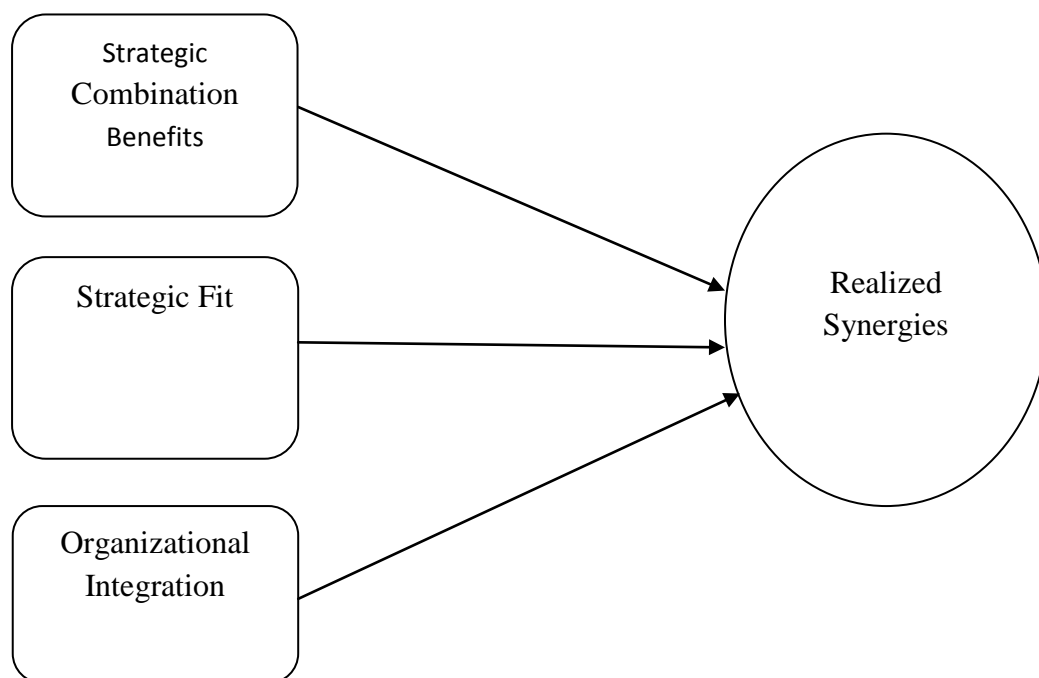 Strategic
Combination
Benefits
Strategic Fit
Organizational
Integration
Realized
Synergies